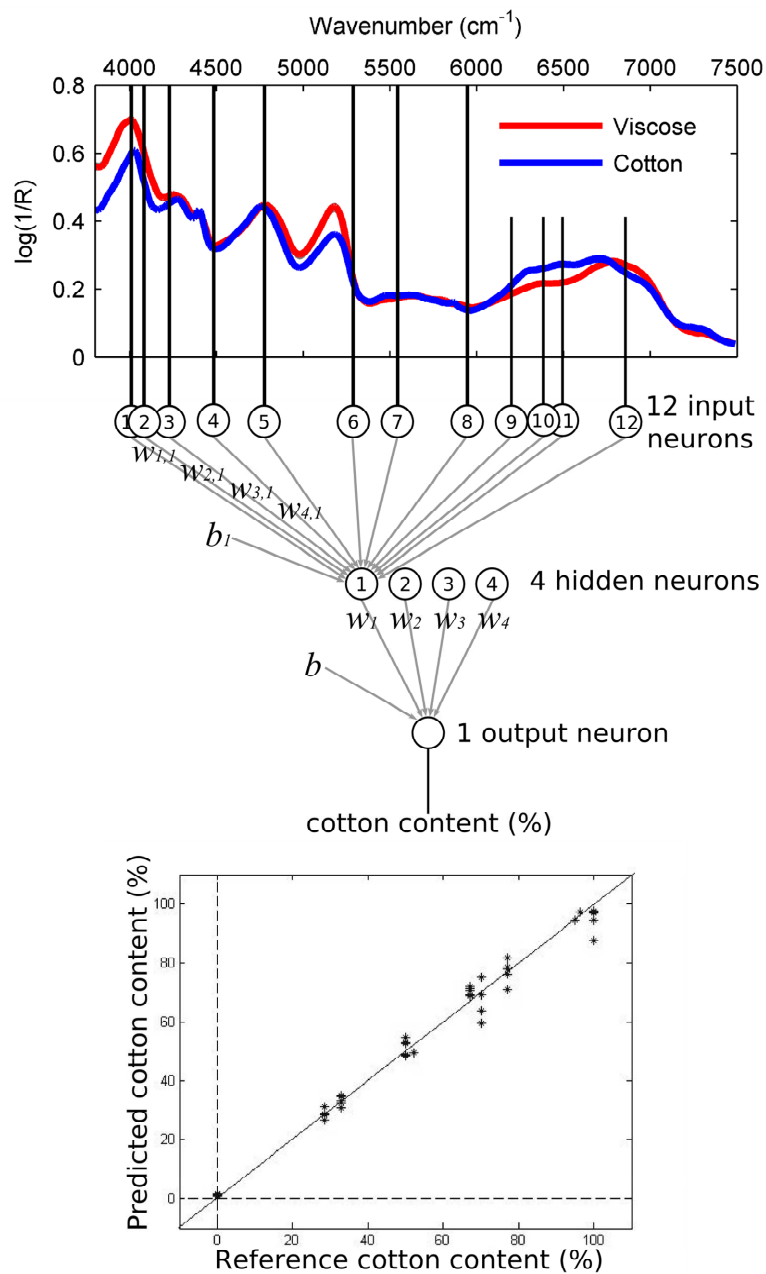 Wavenumber (cm-1)
4000 4500 5000 5500 6000 6500 7000 7500
0.8
0.6
0.4
0.2
0
log(1/R)
Viscose
Cotton
1 2 3 4 5 6 7 8 9 10 11 12
12 input
neurons
w1,1
w2,1
w3,1
w4,1
b1
1 2 3 4
4 hidden neurons
w1 w2 w3 w4
b
1 output neuron
cotton content (%)
Predicted cotton content (%)
100
80
60
40
20
0
0 20 40 60 80 100
Reference cotton content (%)